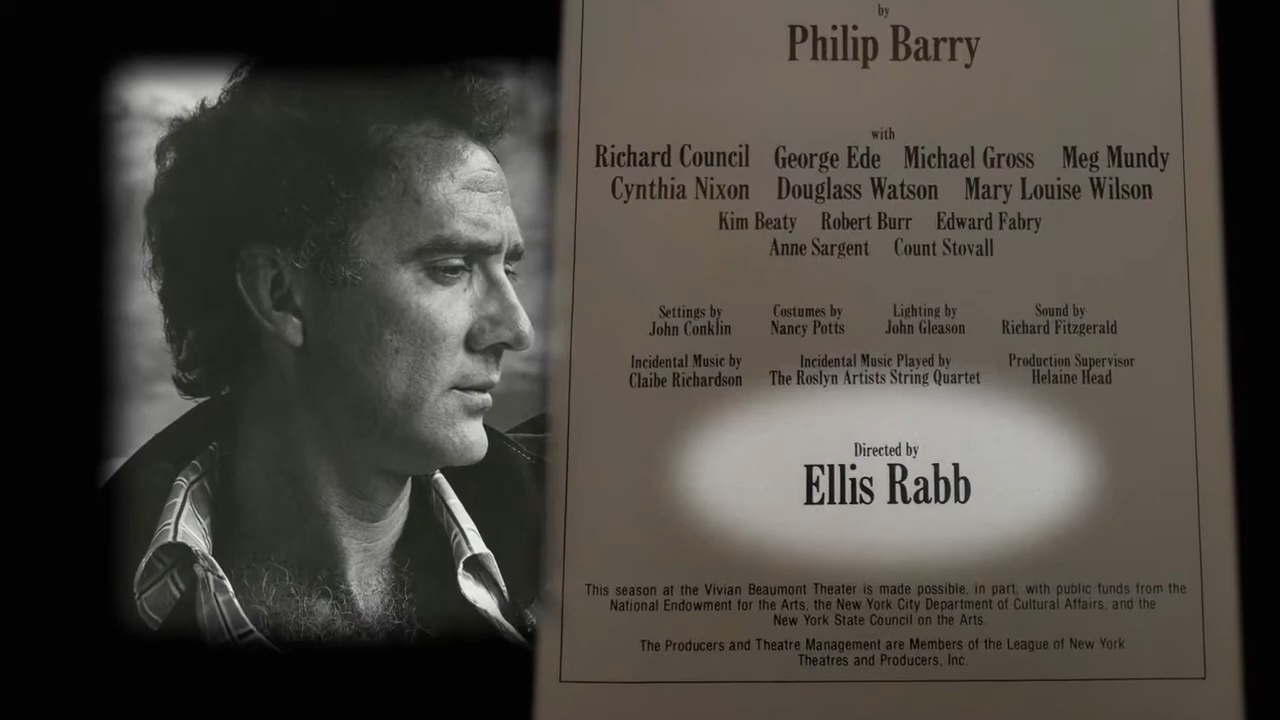 by
Philip Barry
with
Richard Council George Ede Michael Gross Meg Mundy
Cynthia Nixon Douglass Watson Mary Louise Wilson
Kim Beaty Robert Burr Edward Fabry
Anne Sargent Count Stovall
Settings by Costumes by Lighting by Sound by
John Conklin Nancy Potts John Gleason Richard Fitzgerald
Incidental Music by Incidental Music Played by Production Supervisor
Claibe Richardson The Roslyn Artists String Quartet Helaine Head
Directed by
Ellis Rabb
This season at the Vivian Beaumont Theater is made possible, in part, with public funds from the
National Endowment for the Arts, the New York City Department of Cultural Affairs, and the
New York State Council on the Arts.
The Producers and Theatre Management are Members of the League of New York
Theatres and Producers, Inc.